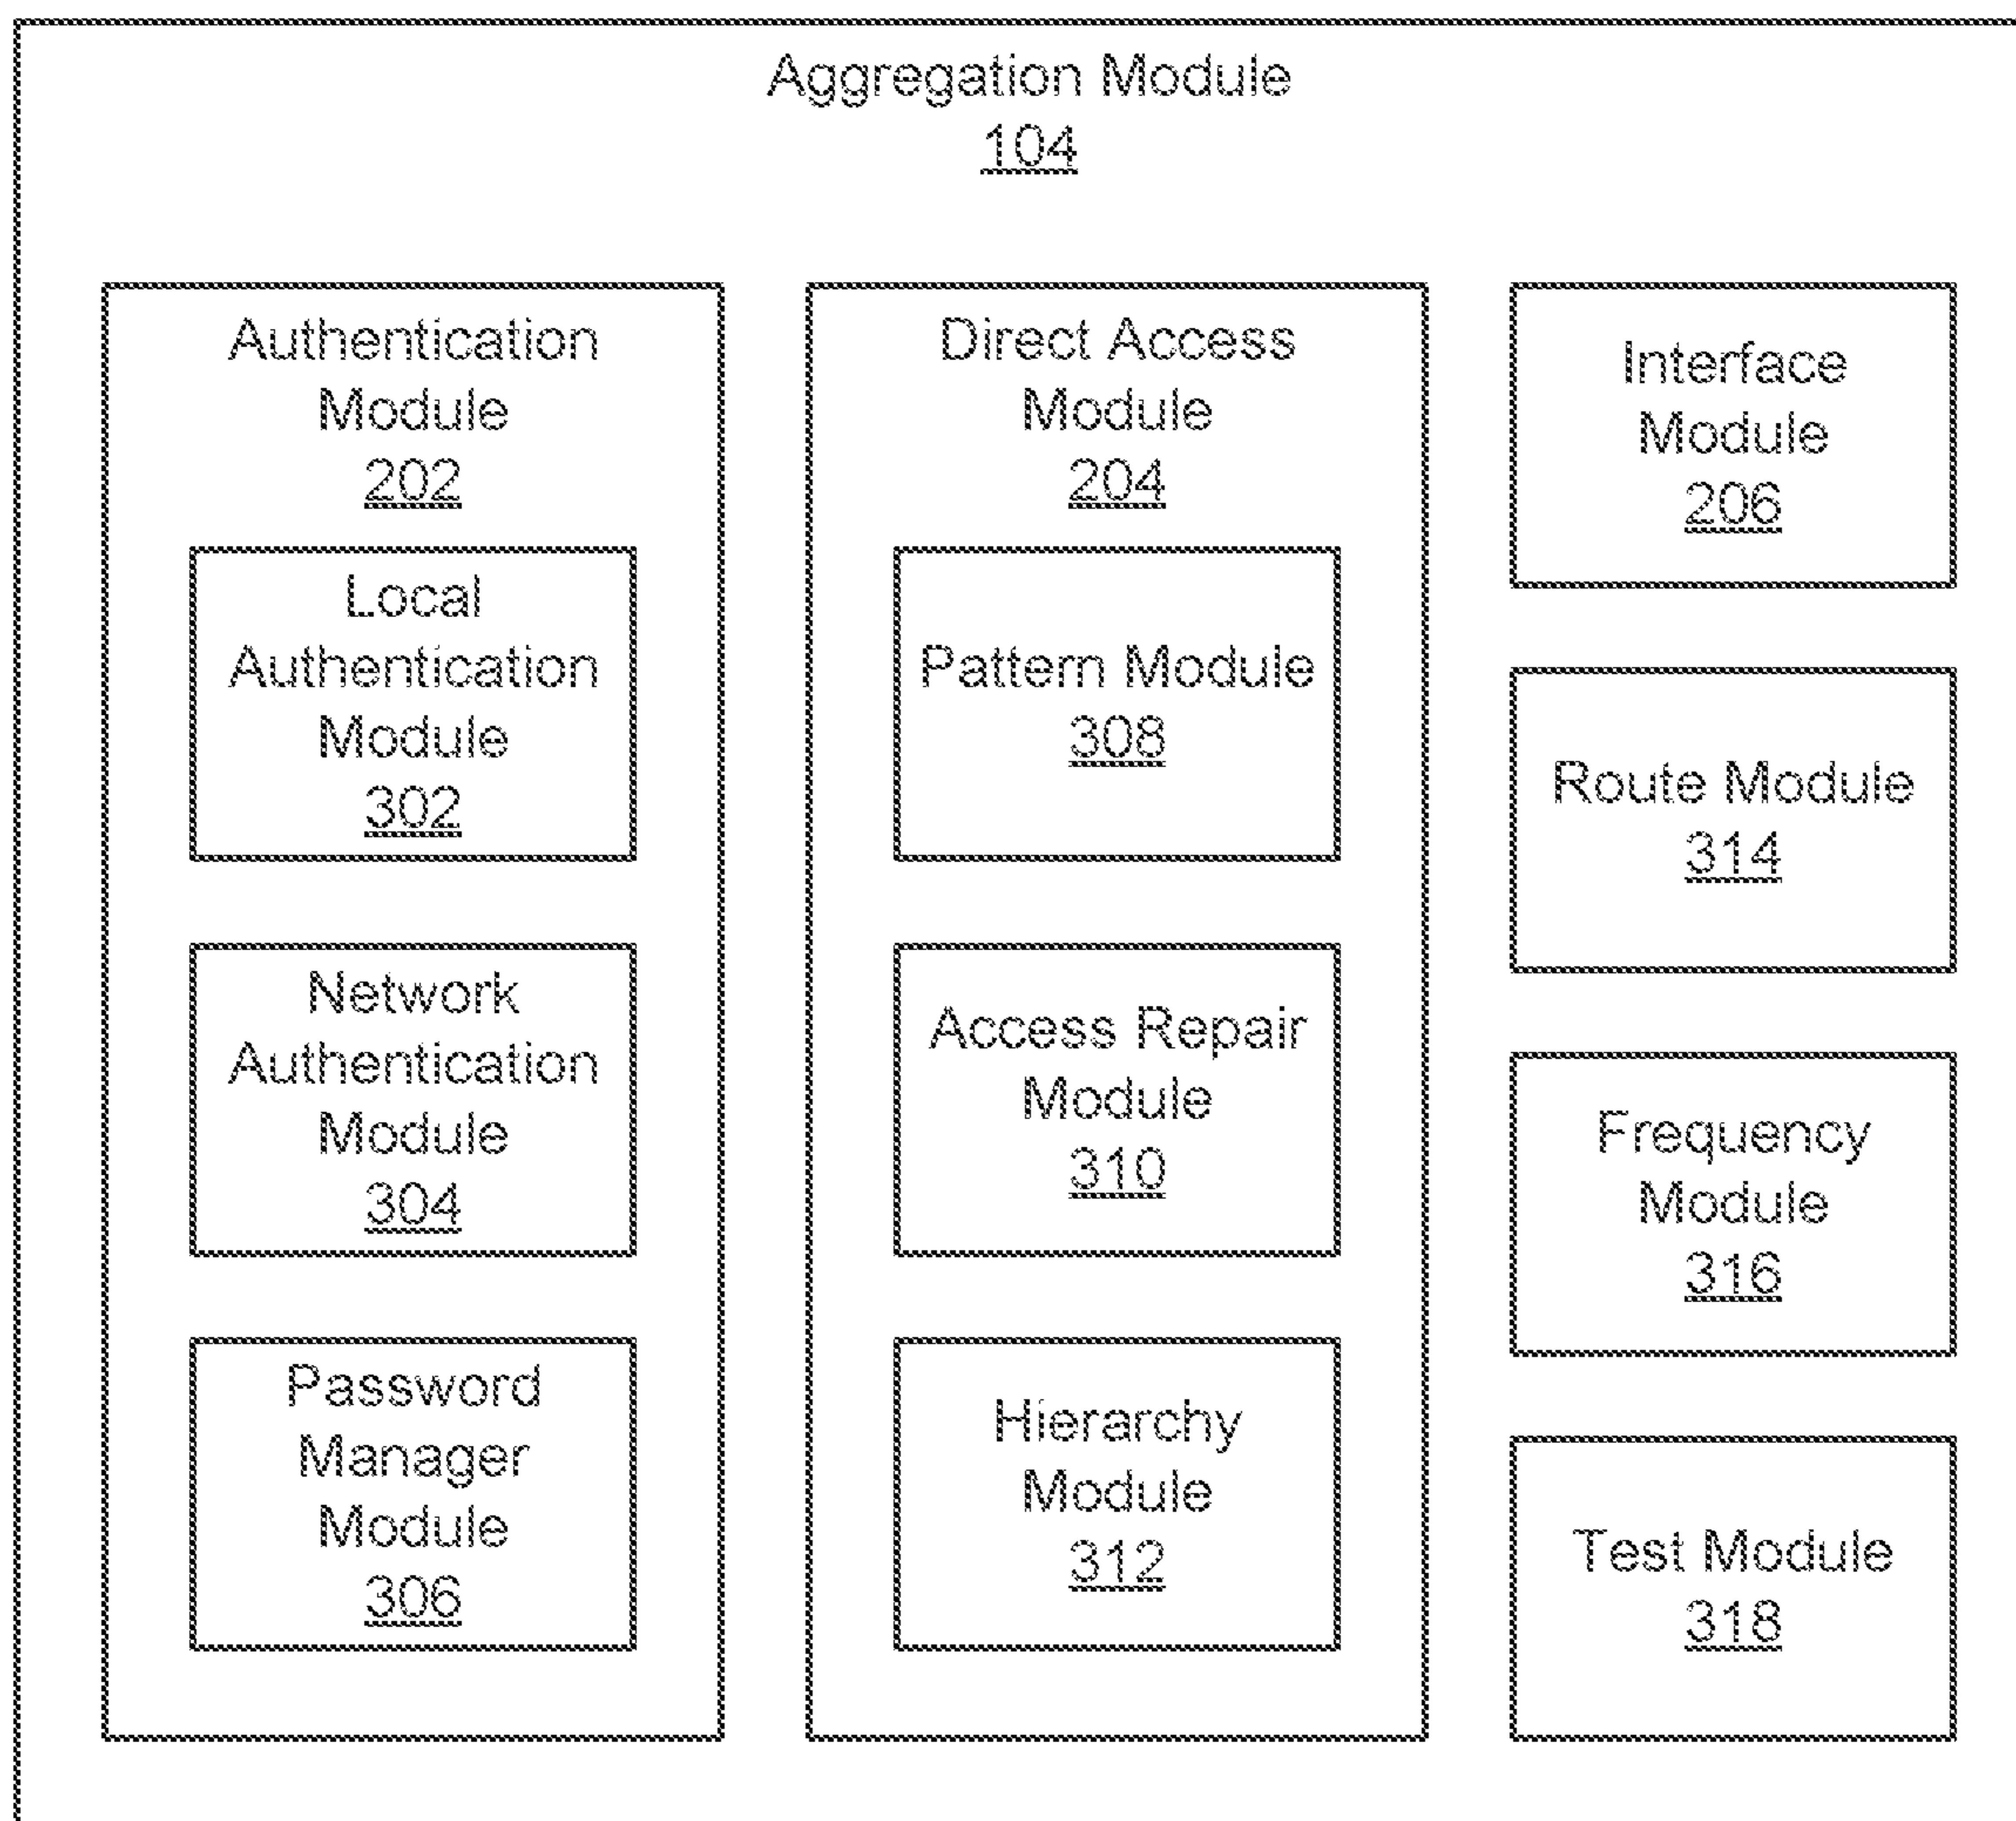 Aggregation Module
104
Authentication
Module
202
Local
Authentication
Module
302
Network
Authentication
Module
304
Password
Manager
Module
306
Direct Access
Module
204
Pattern Module
308
Access Repair
Module
310
Hierarchy
Module
312
Interface
Module
206
Route Module
314
Frequency
Module
316
Test Module
318